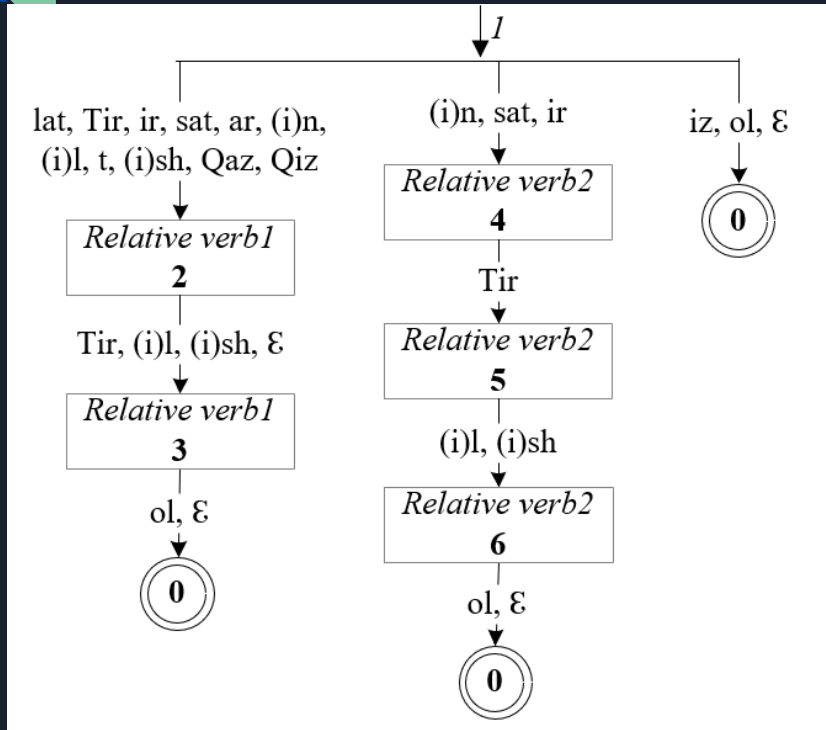 1
lat, Tir, ir, sat, ar, (i)n,
(i)l, t, (i)sh, Qaz, Qiz
Relative verb1
2
Tir, (i)l, (i)sh, Ɛ
Relative verb1
3
ol, Ɛ
0
(i)n, sat, ir
Relative verb2
4
Tir
Relative verb2
5
(i)l, (i)sh
Relative verb2
6
ol, Ɛ
0
iz, ol, Ɛ
0